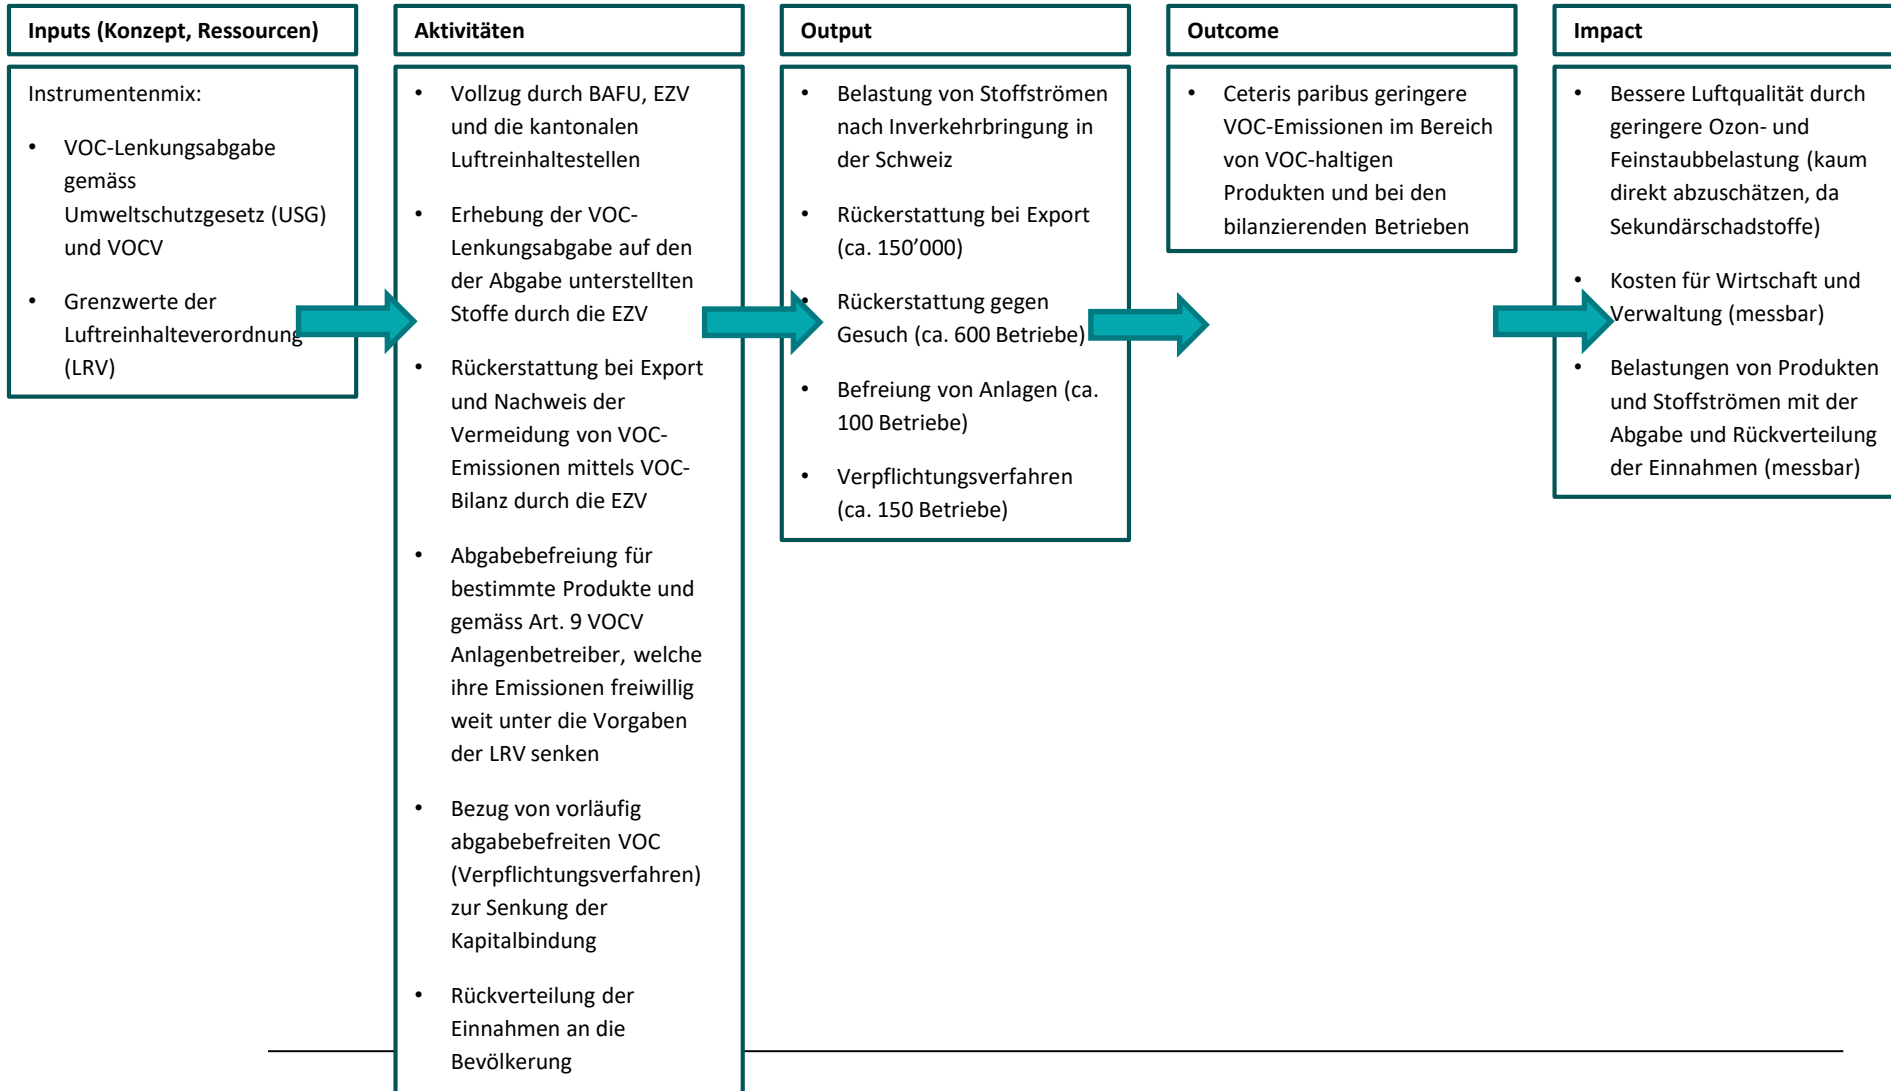 Inputs (Konzept, Ressourcen)
Instrumentenmix:
• VOC-Lenkungsabgabe
gemäss
Umweltschutzgesetz (USG)
und VOCV
• Grenzwerte der
Luftreinhalteverordnung
(LRV)
Aktivitäten
• Vollzug durch BAFU, EZV
und die kantonalen
Luftreinhaltestellen
• Erhebung der VOC-
Lenkungsabgabe auf den
der Abgabe unterstellten
Stoffe durch die EZV
• Rückerstattung bei Export
und Nachweis der
Vermeidung von VOC-
Emissionen mittels VOC-
Bilanz durch die EZV
• Abgabebefreiung für
bestimmte Produkte und
gemäss Art. 9 VOCV
Anlagenbetreiber, welche
ihre Emissionen freiwillig
weit unter die Vorgaben
der LRV senken
• Bezug von vorläufig
abgabebefreiten VOC
(Verpflichtungsverfahren)
zur Senkung der
Kapitalbindung
• Rückverteilung der
Einnahmen an die
Bevölkerung
Output
• Belastung von Stoffströmen
nach Inverkehrbringung in
der Schweiz
• Rückerstattung bei Export
(ca. 150’000)
• Rückerstattung gegen
Gesuch (ca. 600 Betriebe)
• Befreiung von Anlagen (ca.
100 Betriebe)
• Verpflichtungsverfahren
(ca. 150 Betriebe)
Outcome
• Ceteris paribus geringere
VOC-Emissionen im Bereich
von VOC-haltigen
Produkten und bei den
bilanzierenden Betrieben
Impact
• Bessere Luftqualität durch
geringere Ozon- und
Feinstaubbelastung (kaum
direkt abzuschätzen, da
Sekundärschadstoffe)
• Kosten für Wirtschaft und
Verwaltung (messbar)
• Belastungen von Produkten
und Stoffströmen mit der
Abgabe und Rückverteilung
der Einnahmen (messbar)